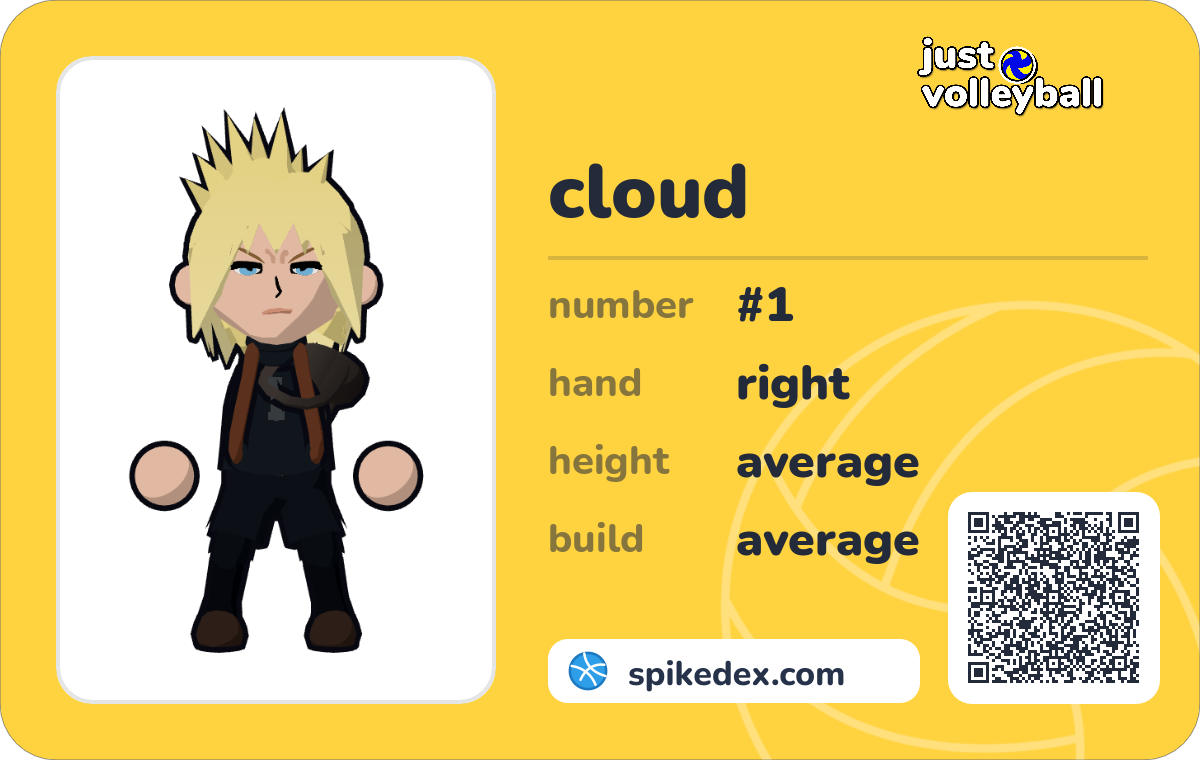 just
volleyball
cloud
number #1
hand right
height average
build average
spikedex.com